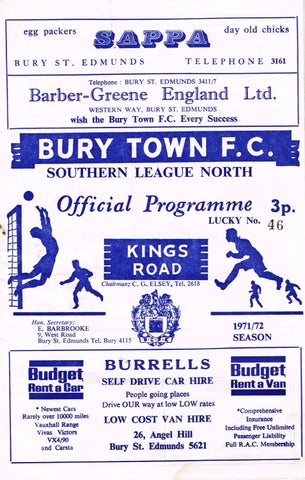 egg packers
SAPPA
day old chicks
BURY ST. EDMUNDS
TELEPHONE 3161
Telephone : BURY ST. EDMUNDS 3411/7
Barber-Greene England Ltd.
WESTERN WAY, BURY ST. EDMUNDS
wish the Bury Town F.C. Every Success
BURY TOWN F.C.
SOUTHERN LEAGUE NORTH
Official Programme 3p.
LUCKY No. 46
KINGS
ROAD
Chairman; C. G. ELSEY, Tel. 2618
Hon. Secretary:
E. BARBROOKE
9, West Road
Bury St. Edmunds Tel. Bury 4115
1971/72
SEASON
Budget
Rent a Car
* Newest Cars
Rarely over 10000 miles
Vauxhall Range
Vivas Victors
VX4/90
and Carsta
BURRELLS
SELF DRIVE CAR HIRE
People going places
Drive OUR way at low LOW rates
LOW COST VAN HIRE
26, Angel Hill
Bury St. Edmunds 5621
Budget
Rent a Van
*Comprehensive
Insurance
Including Free Unlimited
Passenger Liability
Full R.A.C. Membership